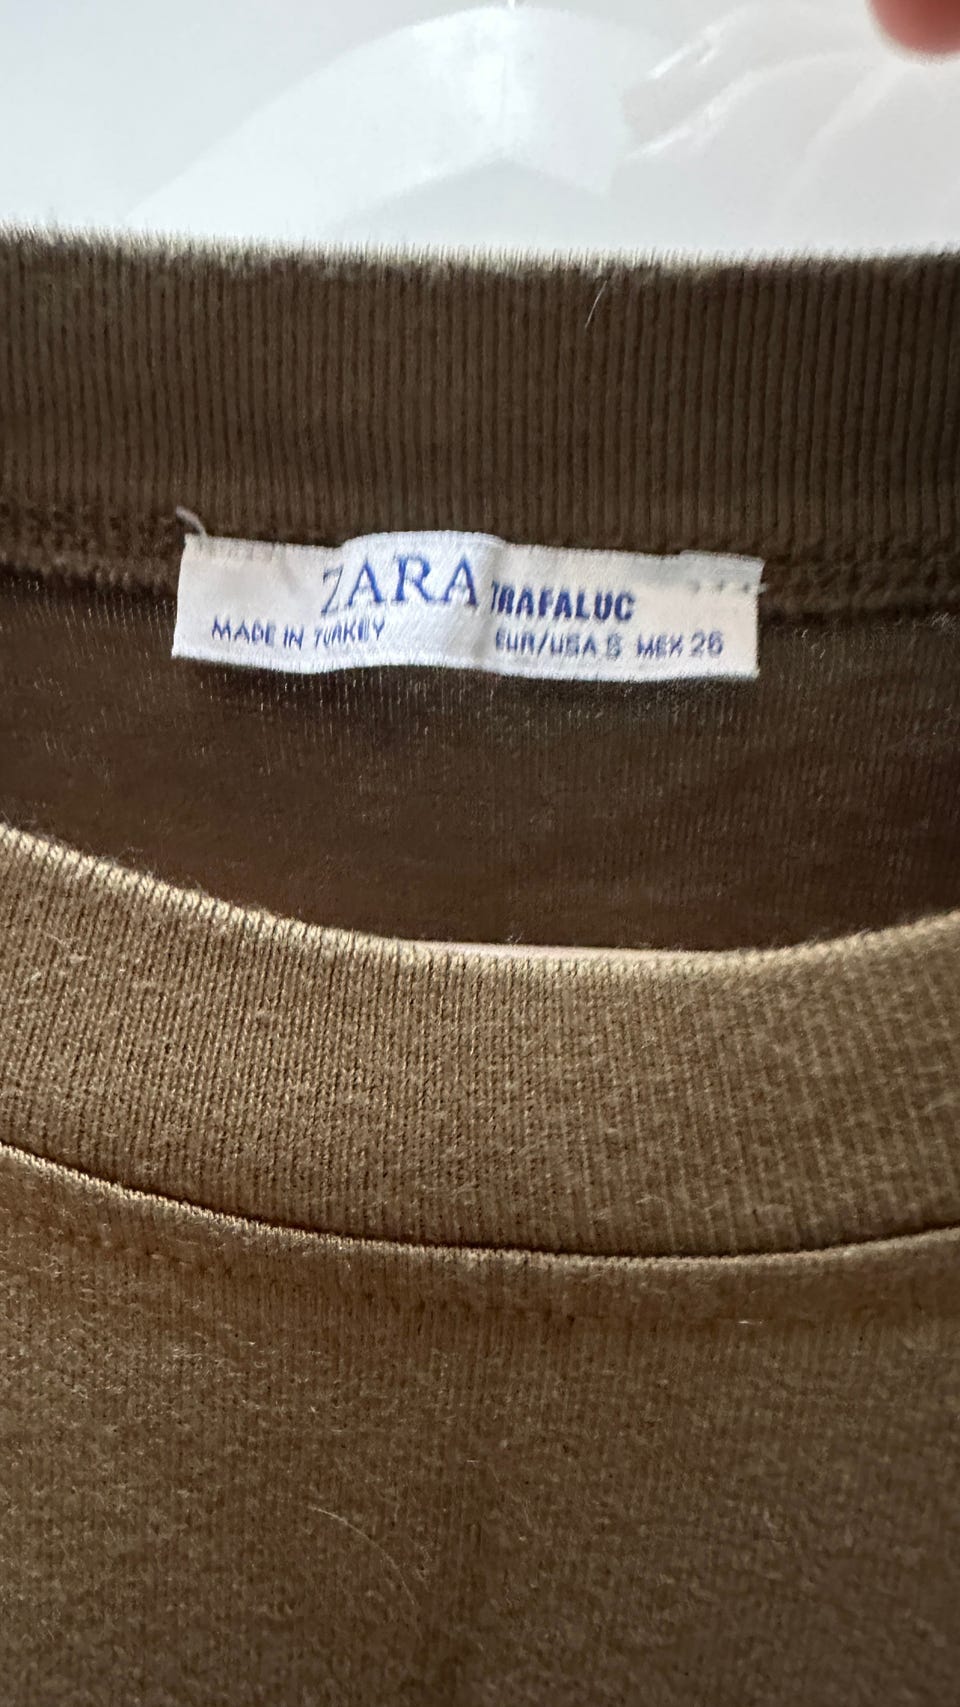 ZARA TRAFALUC
MADE IN TURKEY EUR/USA S MEX 26